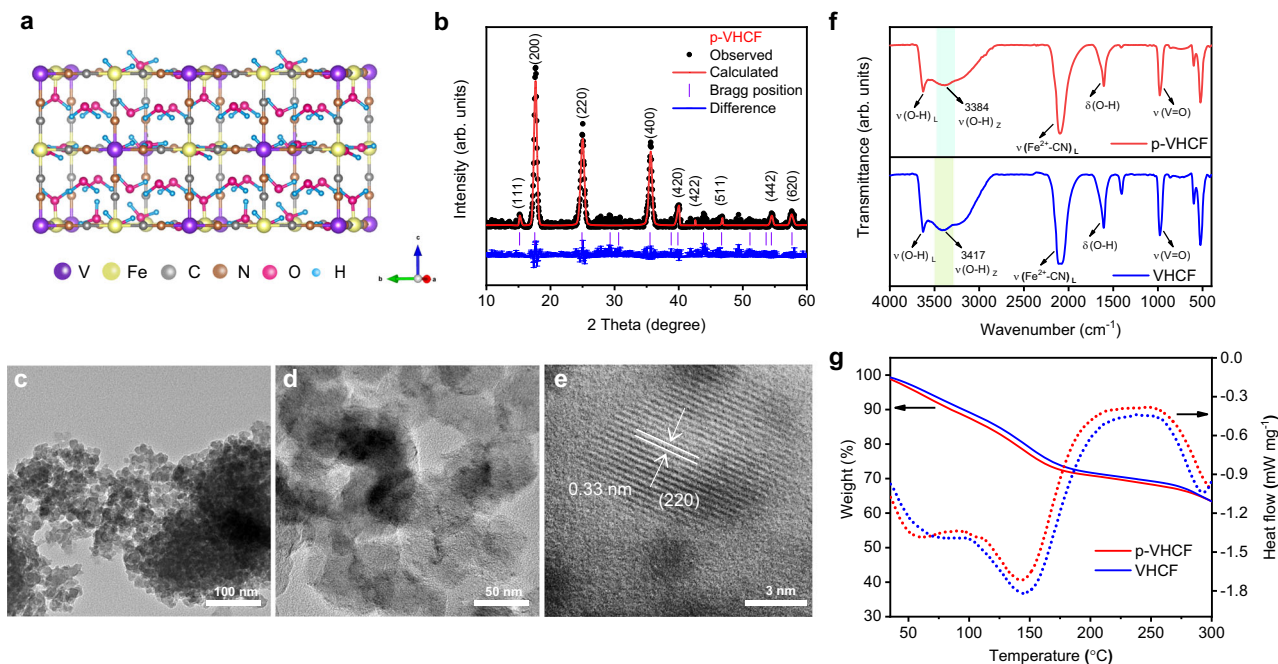 a
V Fe C N O H
c
b
a
b
p-VHCF
Observed
Calculated
Bragg position
Difference
(111)
(200)
(220)
(400)
(420)
(422)
(511)
(442)
(620)
Intensity (arb. units)
10 20 30 40 50 60
2 Theta (degree)
f
ν (O-H) L
3384
ν (O-H) Z
ν (Fe2+-CN) L
δ (O-H)
ν (V=O)
p-VHCF
ν (O-H) L
3417
ν (O-H) Z
ν (Fe2+-CN) L
δ (O-H)
ν (V=O)
VHCF
Transmittance (arb. units)
4000 3500 3000 2500 2000 1500 1000 500
Wavenumber (cm-1)
c
100 nm
d
50 nm
e
0.33 nm
(220)
3 nm
g
100
90
80
70
60
50
40
30
Weight (%)
0.0
-0.3
-0.6
-0.9
-1.2
-1.5
-1.8
Heat flow (mW mg-1)
p-VHCF
VHCF
50 100 150 200 250 300
Temperature (°C)